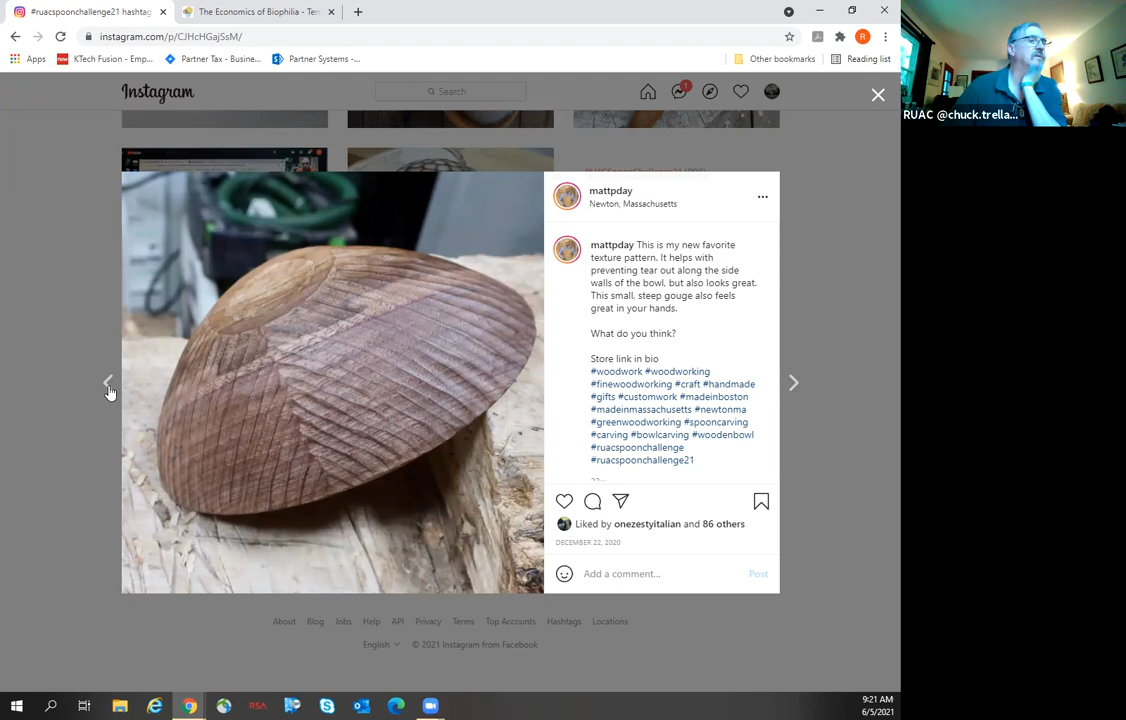 #ruacspoonchallenge21 hashtag
The Economics of Biophilia - Ter
instagram.com/p/CJHcHGajSsM/
Apps
KTech Fusion - Emp...
Partner Tax - Busine...
Partner Systems -...
Other bookmarks
Reading list
RUAC @chuck.trella...
Instagram
Search
1
mattpday
Newton, Massachusetts
mattpday This is my new favorite
texture pattern. It helps with
preventing tear out along the side
walls of the bowl, but also looks great.
This small, steep gouge also feels
great in your hands.
What do you think?
Store link in bio
#woodwork #woodworking
#finewoodworking #craft #handmade
#gifts #customwork #madeinboston
#madeinmassachusetts #newtonma
#greenwoodworking #spooncarving
#carving #bowlcarving #woodenbowl
#ruacspoonchallenge
#ruacspoonchallenge21
Liked by onezestyitalian and 86 others
DECEMBER 22, 2020
Add a comment...
Post
About Blog Jobs Help API Privacy Terms Top Accounts Hashtags Locations
English © 2021 Instagram from Facebook
RSA
9:21 AM
6/5/2021